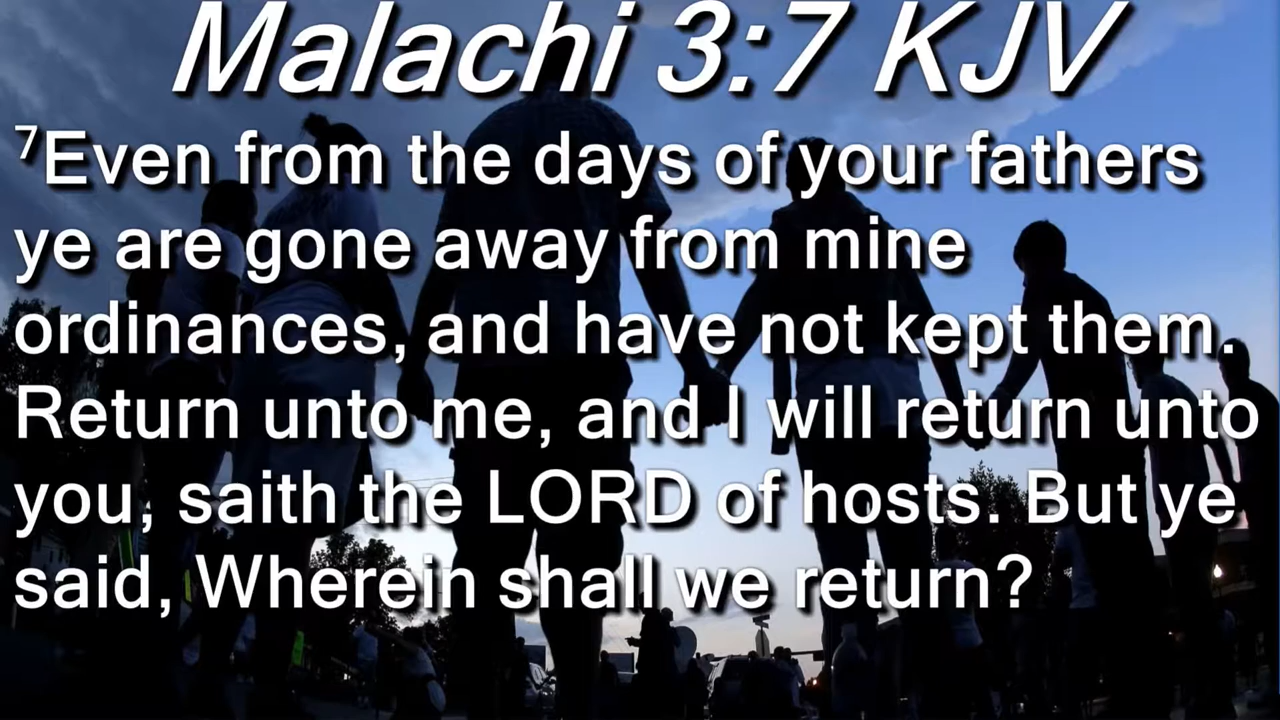 Malachi 3:7 KJV
⁷Even from the days of your fathers
ye are gone away from mine
ordinances, and have not kept them.
Return unto me, and I will return unto
you, saith the LORD of hosts. But ye
said, Wherein shall we return?